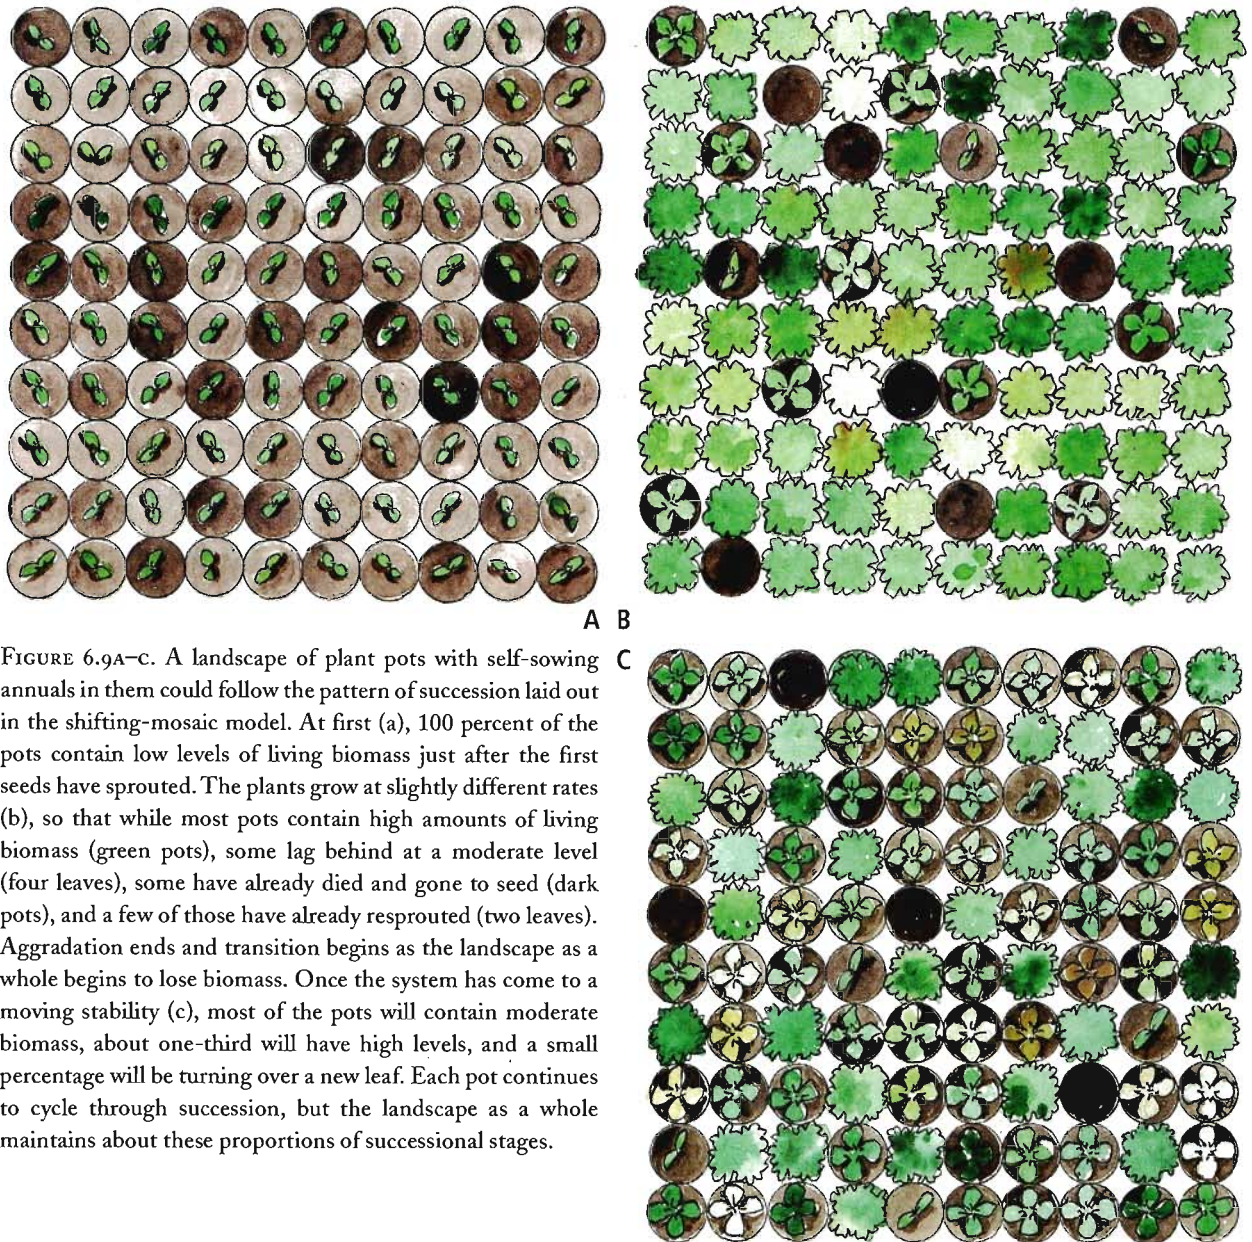 A B
C
FIGURE 6.9A–C. A landscape of plant pots with self-sowing
annuals in them could follow the pattern of succession laid out
in the shifting-mosaic model. At first (a), 100 percent of the
pots contain low levels of living biomass just after the first
seeds have sprouted. The plants grow at slightly different rates
(b), so that while most pots contain high amounts of living
biomass (green pots), some lag behind at a moderate level
(four leaves), some have already died and gone to seed (dark
pots), and a few of those have already resprouted (two leaves).
Aggradation ends and transition begins as the landscape as a
whole begins to lose biomass. Once the system has come to a
moving stability (c), most of the pots will contain moderate
biomass, about one-third will have high levels, and a small
percentage will be turning over a new leaf. Each pot continues
to cycle through succession, but the landscape as a whole
maintains about these proportions of successional stages.